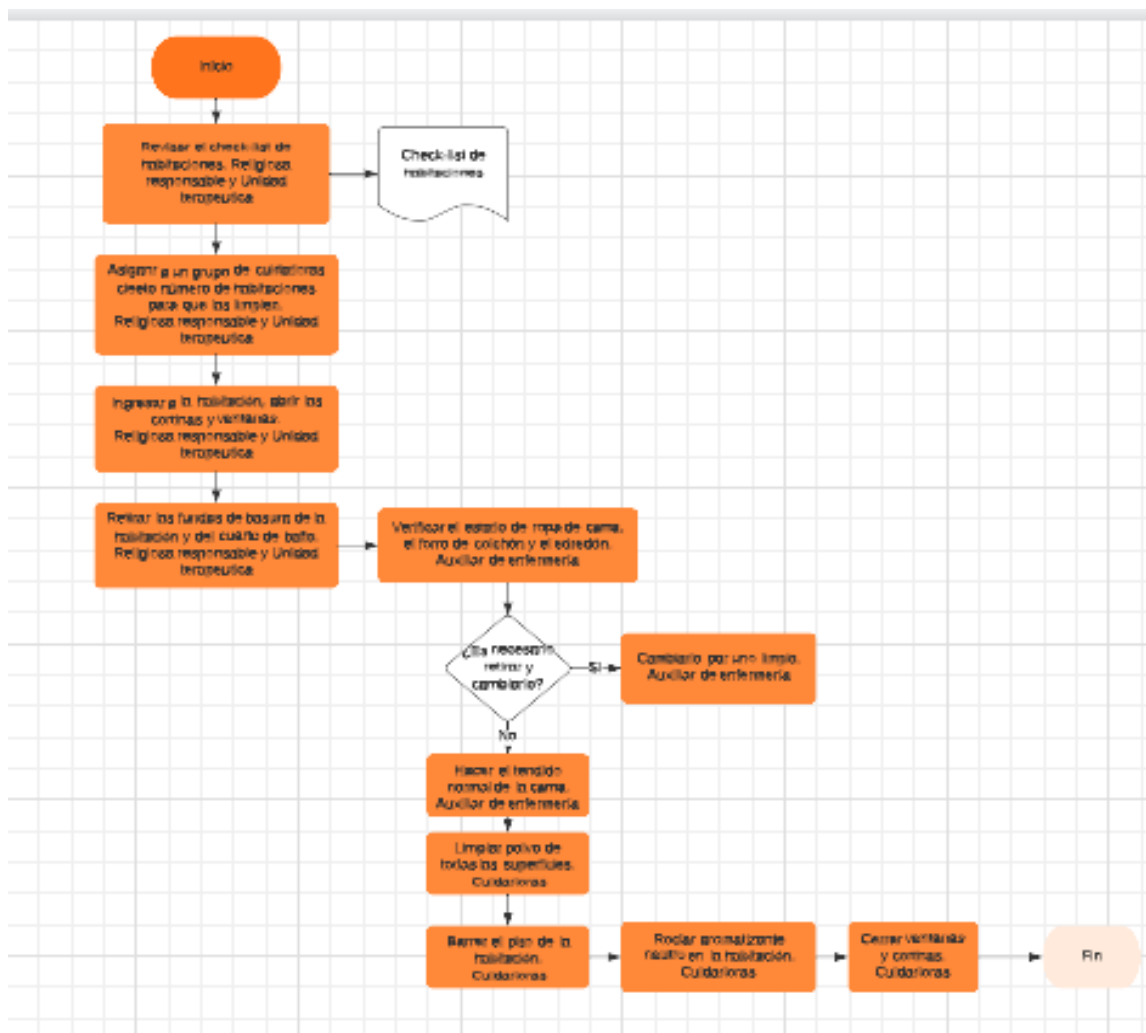 Inicio
Revisar el check-list de
habitaciones. Religiosa
responsable y Unidad
terapeutica
Check-list de
habitaciones
Asignar a un grupo de cuidadoras
cierto número de habitaciones
para que las limpien.
Religiosa responsable y Unidad
terapeutica
Ingresar a la habitación, abrir las
cortinas y ventanas.
Religiosa responsable y Unidad
terapeutica
Retirar las fundas de basura de la
habitación y del cuarto de baño.
Religiosa responsable y Unidad
terapeutica
Verificar el estado de ropa de cama,
el forro de colchón y el edredón.
Auxiliar de enfermería
¿Es necesario
retirar y
cambiarlo?
Si
Cambiarlo por uno limpio.
Auxiliar de enfermería
No
Hacer el tendido
normal de la cama.
Auxiliar de enfermería
Limpiar polvo de
todas las superficies.
Cuidadoras
Barrer el piso de la
habitación.
Cuidadoras
Rociar aromatizante
neutro en la habitación.
Cuidadoras
Cerrar ventanas
y cortinas.
Cuidadoras
Fin